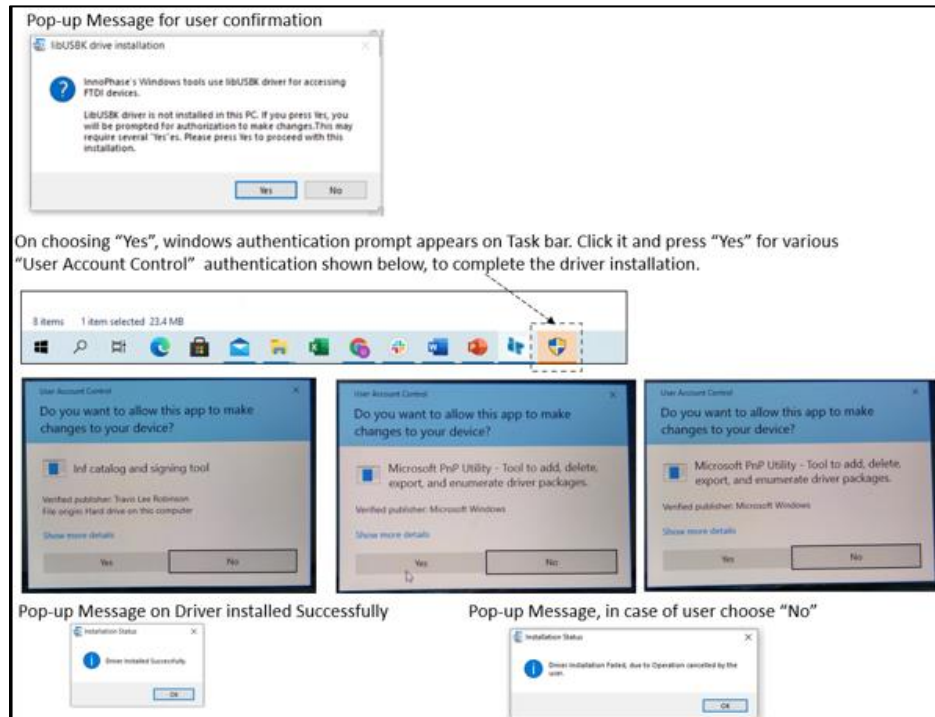 Pop-up Message for user confirmation
libUSBK drive installation
InnoPhase's Windows tools use libUSBK driver for accessing
FTDI devices.
LibUSBK driver is not installed in this PC. If you press Yes, you
will be prompted for authorization to make changes.This may
require several "Yes"es. Please press Yes to proceed with this
installation.
Yes No
On choosing “Yes”, windows authentication prompt appears on Task bar. Click it and press “Yes” for various
“User Account Control” authentication shown below, to complete the driver installation.
8 items 1 item selected 23.4 MB
User Account Control
Do you want to allow this app to make
changes to your device?
Inf catalog and signing tool
Verified publisher: Travis Lee Robinson
File origin: Hard drive on this computer
Show more details
Yes No
User Account Control
Do you want to allow this app to make
changes to your device?
Microsoft PnP Utility - Tool to add, delete,
export, and enumerate driver packages.
Verified publisher: Microsoft Windows
Show more details
Yes No
User Account Control
Do you want to allow this app to make
changes to your device?
Microsoft PnP Utility - Tool to add, delete,
export, and enumerate driver packages.
Verified publisher: Microsoft Windows
Show more details
Yes No
Pop-up Message on Driver installed Successfully
Installation Status
Driver Installed Successfully.
OK
Pop-up Message, in case of user choose “No”
Installation Status
Driver Installation Failed, due to Operation cancelled by the
user.
OK